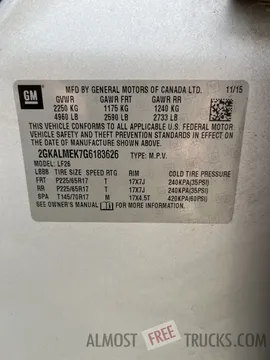 GM
MFD BY GENERAL MOTORS OF CANADA LTD. 11/15
GVWR GAWR FRT GAWR RR
2250 KG 1175 KG 1240 KG
4960 LB 2590 LB 2733 LB
THIS VEHICLE CONFORMS TO ALL APPLICABLE U.S. FEDERAL MOTOR
VEHICLE SAFETY STANDARDS IN EFFECT ON THE
DATE OF MANUFACTURE SHOWN ABOVE.
2GKALMEK7G6183626 TYPE: M.P.V.
MODEL: LF26
LBBB TIRE SIZE SPEED RTG RIM COLD TIRE PRESSURE
FRT P225/65R17 T 17X7J 240KPA(35PSI)
RR P225/65R17 T 17X7J 240KPA(35PSI)
SPA T145/70R17 M 17X4.5T 420KPA(60PSI)
SEE OWNER'S MANUAL FOR MORE INFORMATION.
ALMOST FREE TRUCKS.COM